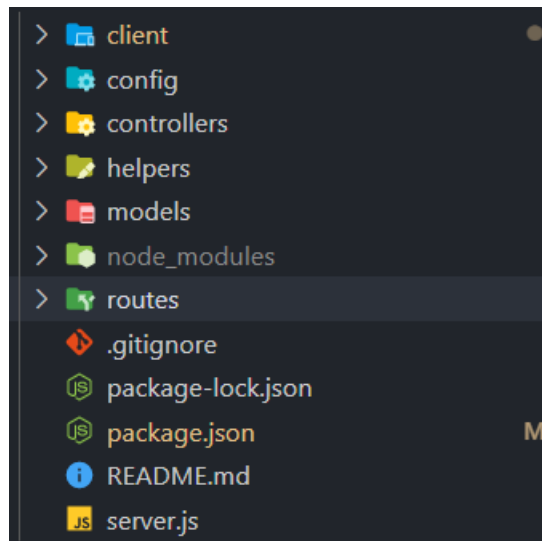 client
config
controllers
helpers
models
node_modules
routes
.gitignore
package-lock.json
package.json M
README.md
server.js